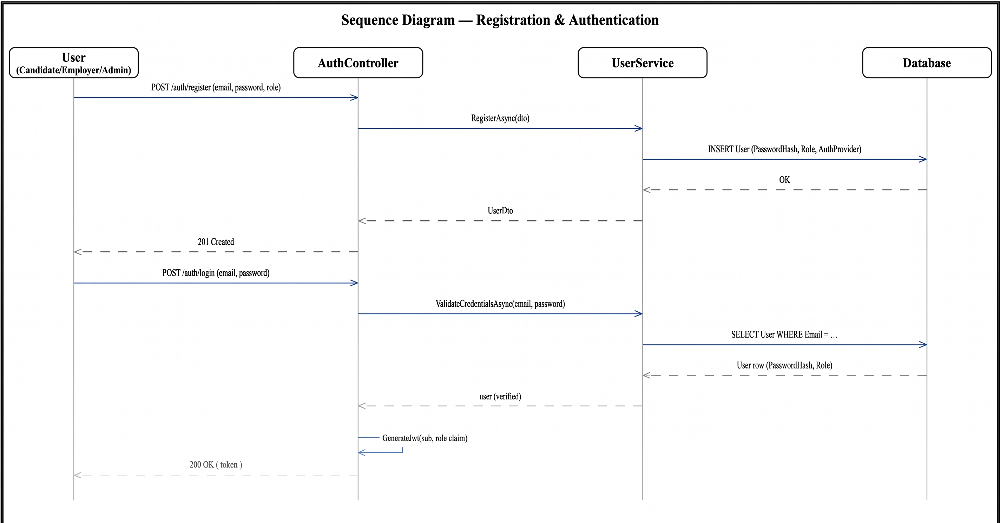 Sequence Diagram — Registration & Authentication
User
(Candidate/Employer/Admin)
AuthController
UserService
Database
POST /auth/register (email, password, role)
RegisterAsync(dto)
INSERT User (PasswordHash, Role, AuthProvider)
OK
UserDto
201 Created
POST /auth/login (email, password)
ValidateCredentialsAsync(email, password)
SELECT User WHERE Email = …
User row (PasswordHash, Role)
user (verified)
GenerateJwt(sub, role claim)
200 OK ( token )